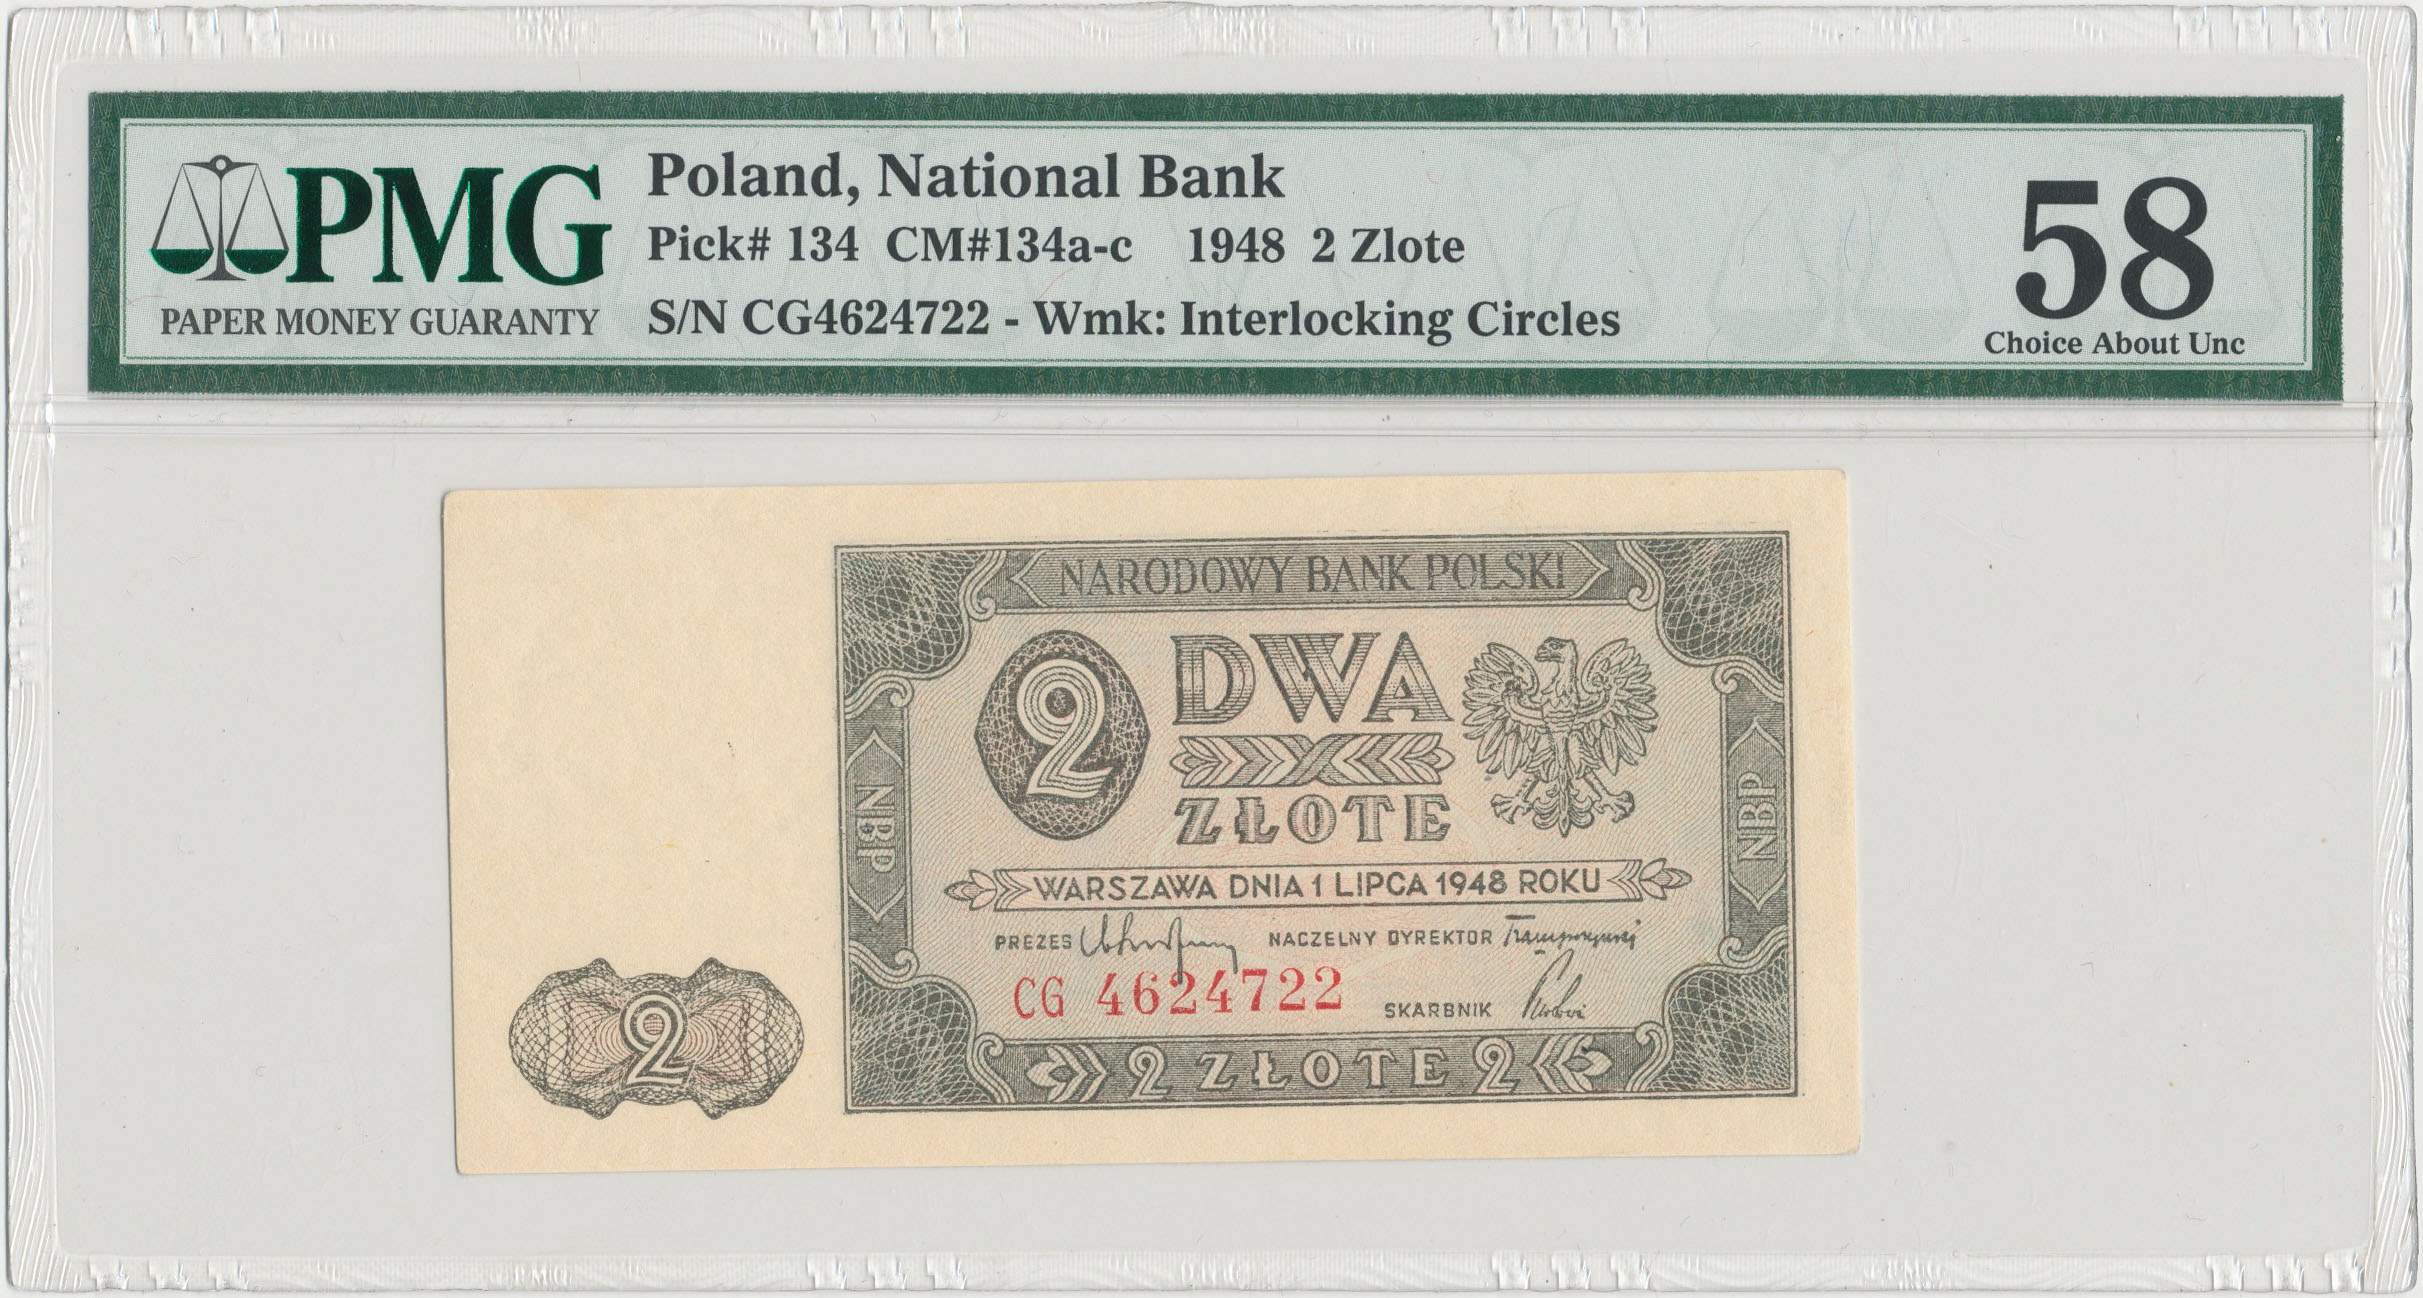 PMG
PAPER MONEY GUARANTY
Poland, National Bank
Pick# 134 CM#134a-c 1948 2 Zlote
S/N CG4624722 - Wmk: Interlocking Circles
58
Choice About Unc
NARODOWY BANK POLSKI
2
DWA
ZŁOTE
NBP
NBP
WARSZAWA DNIA 1 LIPCA 1948 ROKU
PREZES NACZELNY DYREKTOR
CG 4624722
SKARBNIK
2
2 ZŁOTE 2